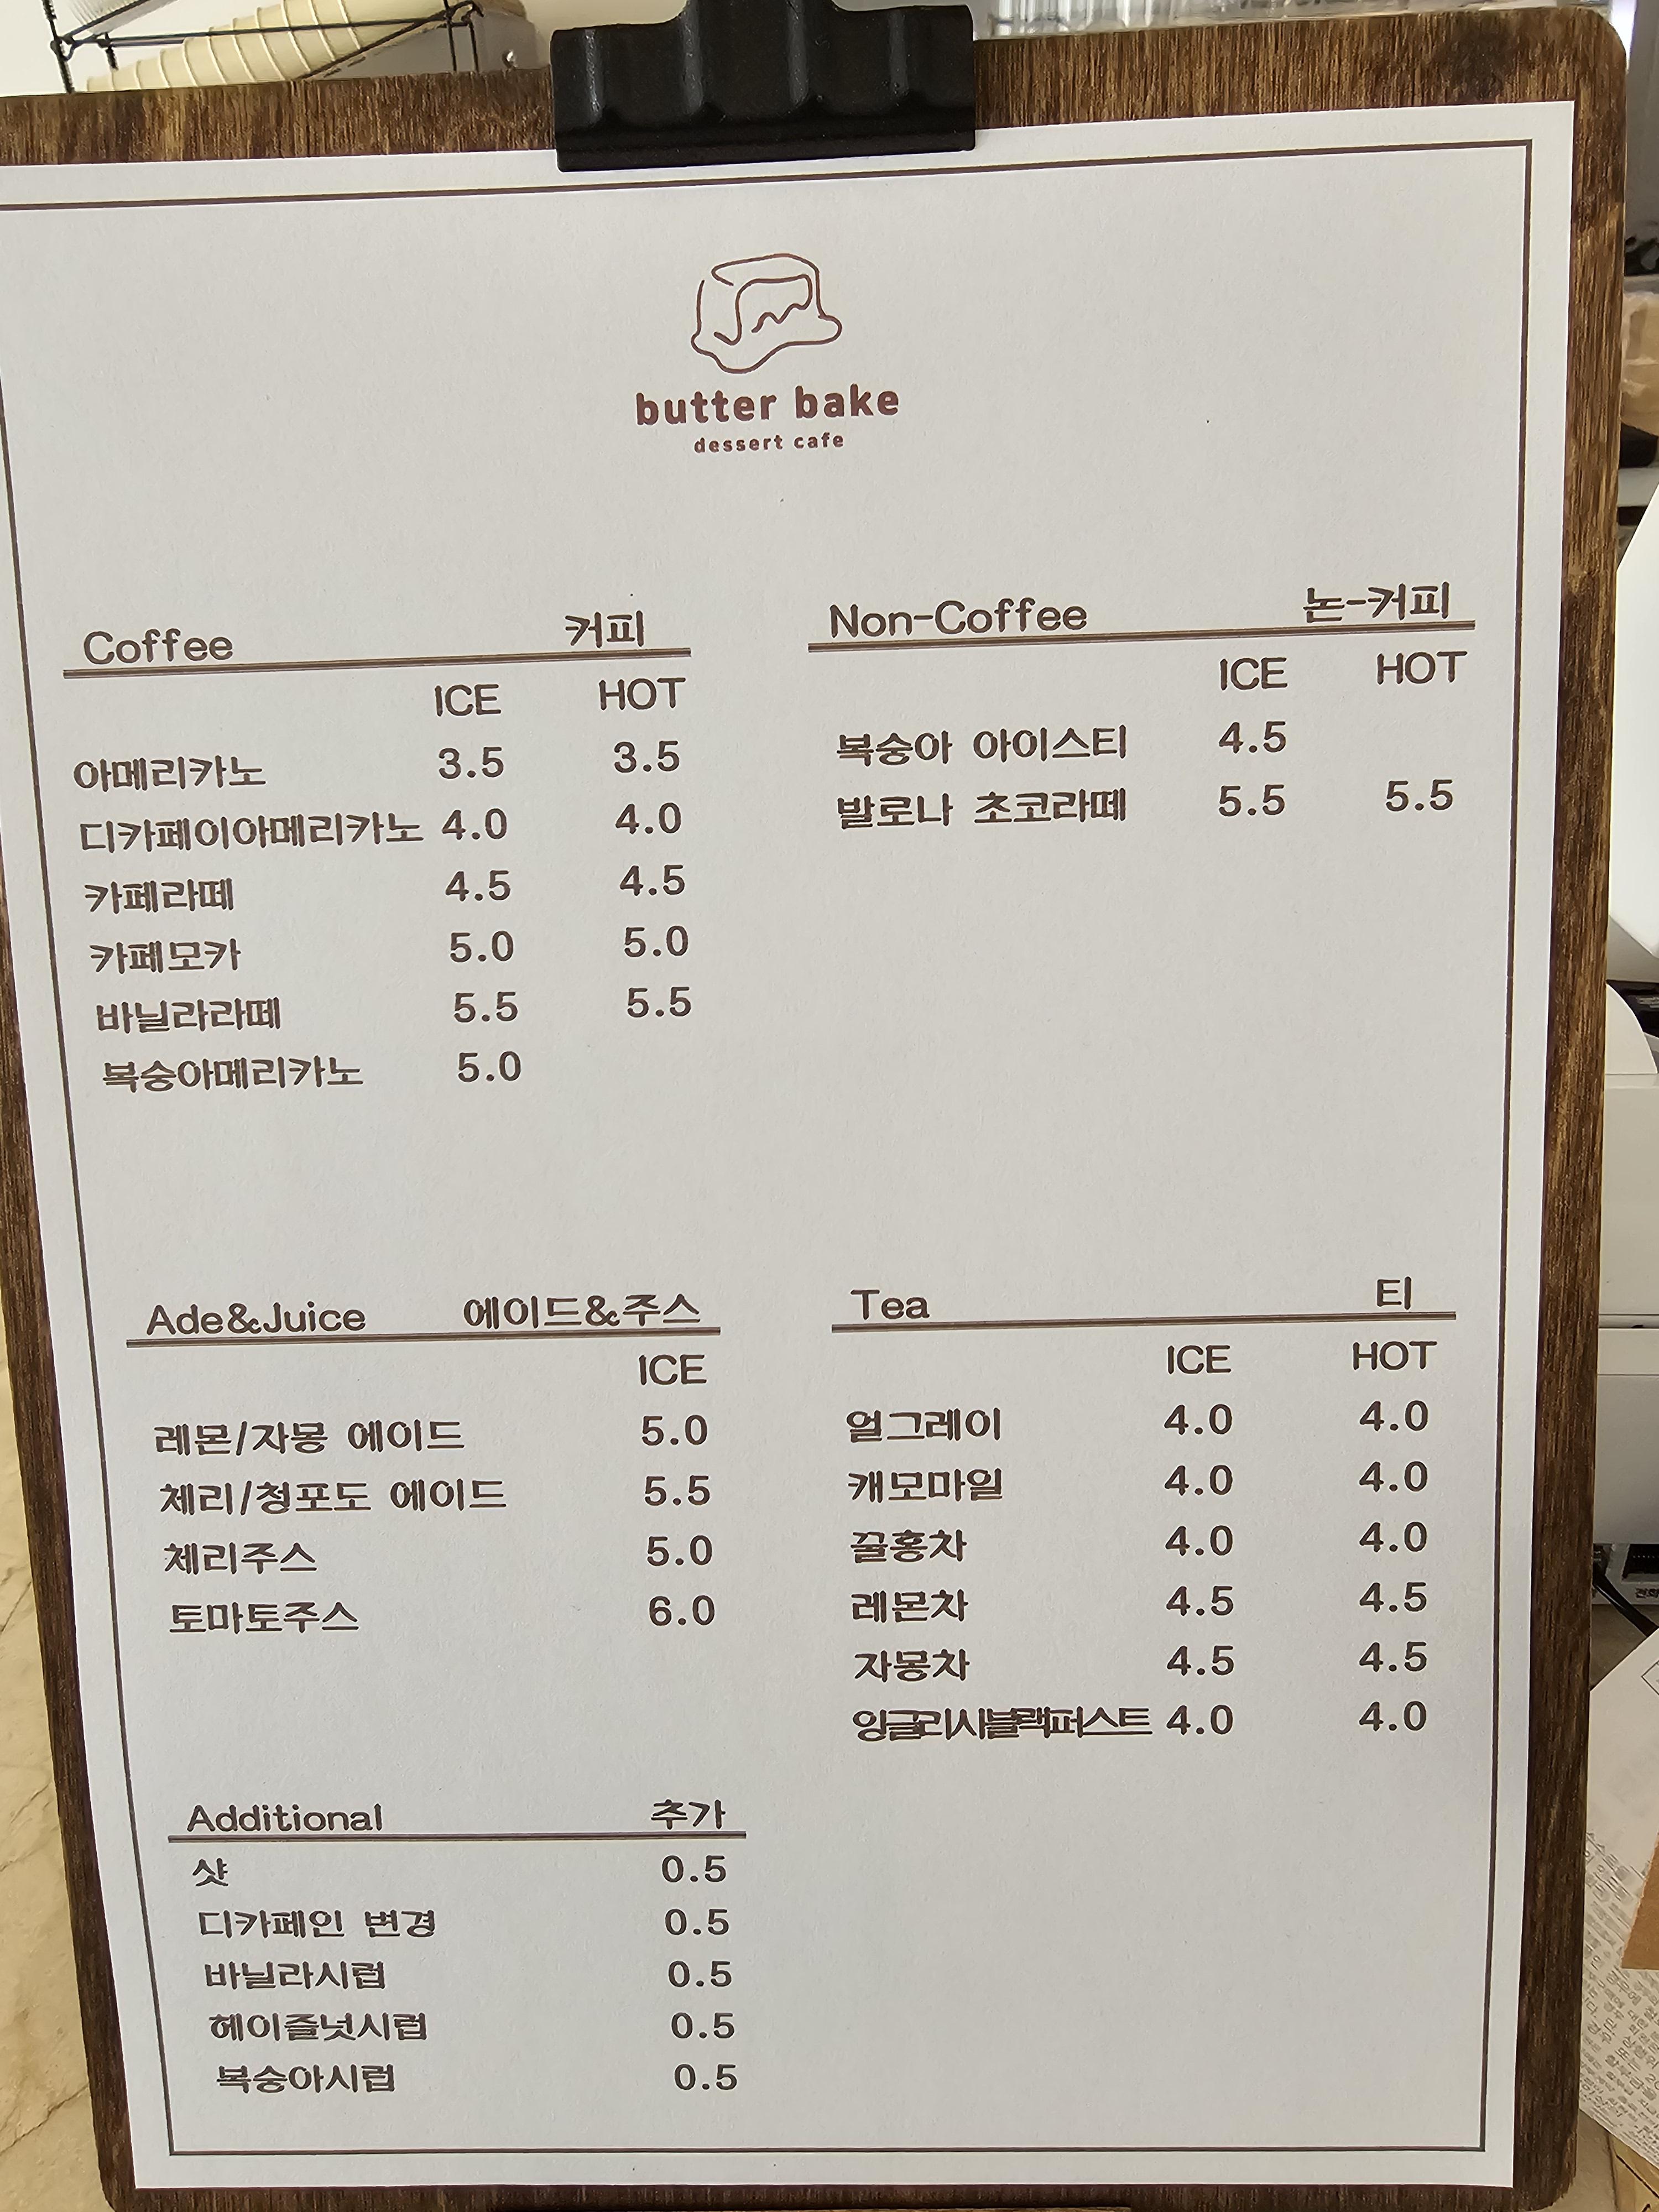 butter bake
dessert cafe
Coffee 커피
ICE HOT
아메리카노 3.5 3.5
디카페이아메리카노 4.0 4.0
카페라떼 4.5 4.5
카페모카 5.0 5.0
바닐라라떼 5.5 5.5
복숭아메리카노 5.0
Non-Coffee 논-커피
ICE HOT
복숭아 아이스티 4.5
발로나 초코라떼 5.5 5.5
Ade&Juice 에이드&주스
ICE
레몬/자몽 에이드 5.0
체리/청포도 에이드 5.5
체리주스 5.0
토마토주스 6.0
Tea 티
ICE HOT
얼그레이 4.0 4.0
캐모마일 4.0 4.0
꿀홍차 4.0 4.0
레몬차 4.5 4.5
자몽차 4.5 4.5
잉글리시블랙퍼스트 4.0 4.0
Additional 추가
샷 0.5
디카페인 변경 0.5
바닐라시럽 0.5
헤이즐넛시럽 0.5
복숭아시럽 0.5